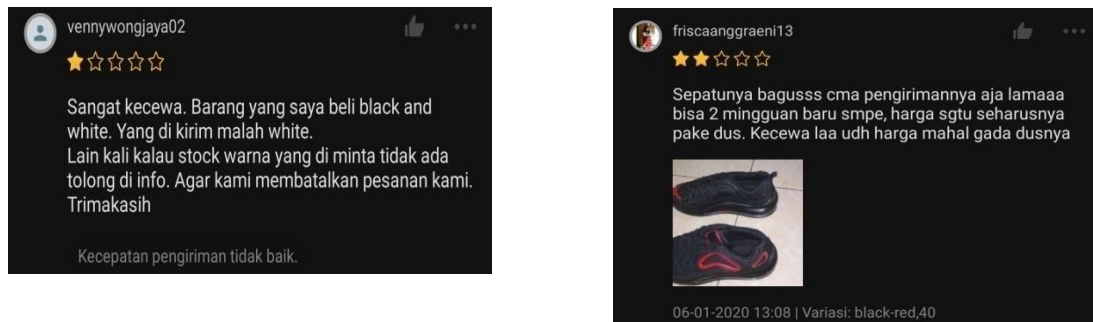 vennywongjaya02
Sangat kecewa. Barang yang saya beli black and
white. Yang di kirim malah white.
Lain kali kalau stock warna yang di minta tidak ada
tolong di info. Agar kami membatalkan pesanan kami.
Trimakasih
Kecepatan pengiriman tidak baik.
friscaanggraeni13
Sepatunya bagusss cma pengirimannya aja lamaaa
bisa 2 mingguan baru smpe, harga sgtu seharusnya
pake dus. Kecewa laa udh harga mahal gada dusnya
06-01-2020 13:08 | Variasi: black-red,40